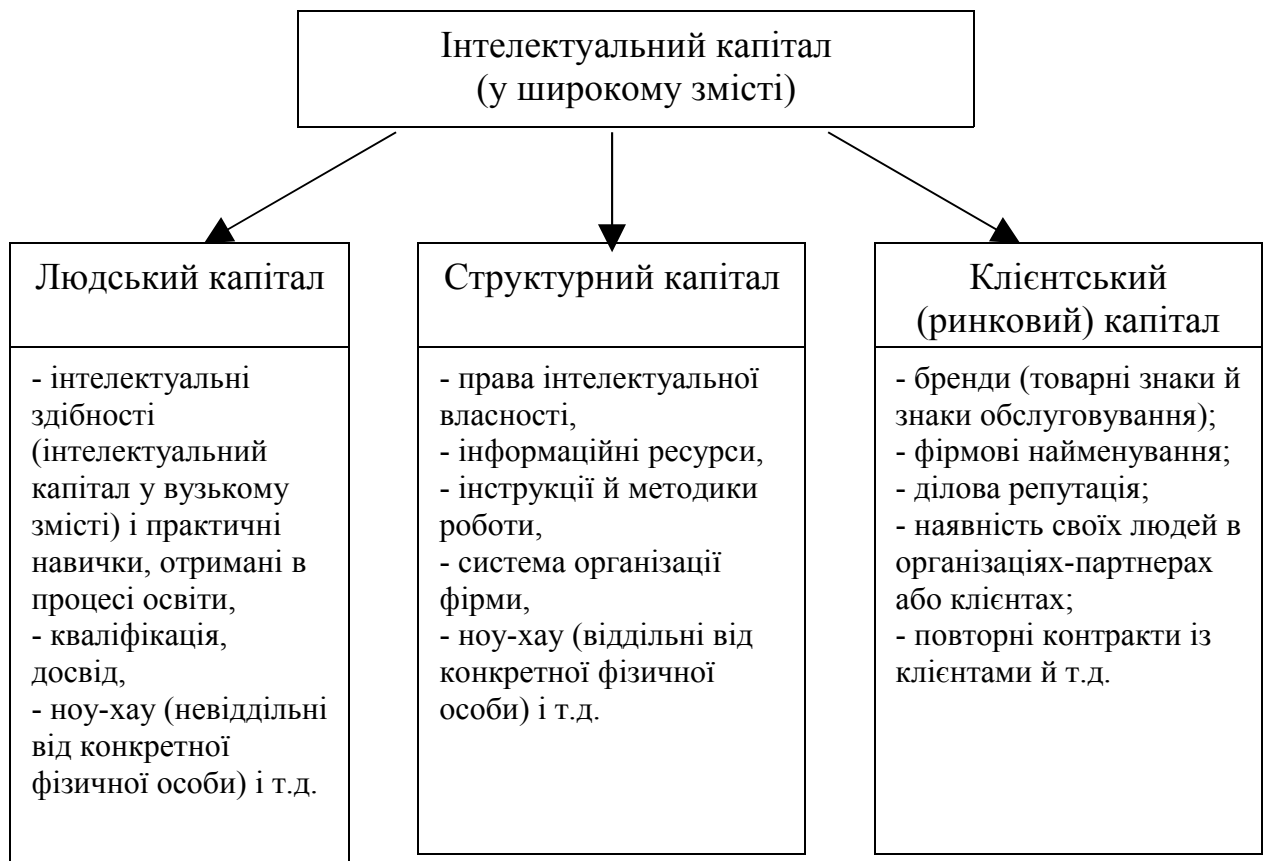 Інтелектуальний капітал
(у широкому змісті)
Людський капітал
- інтелектуальні
здібності
(інтелектуальний
капітал у вузькому
змісті) і практичні
навички, отримані в
процесі освіти,
- кваліфікація,
досвід,
- ноу-хау (невіддільні
від конкретної
фізичної особи) і т.д.
Структурний капітал
- права інтелектуальної
власності,
- інформаційні ресурси,
- інструкції й методики
роботи,
- система організації
фірми,
- ноу-хау (віддільні від
конкретної фізичної
особи) і т.д.
Клієнтський
(ринковий) капітал
- бренди (товарні знаки й
знаки обслуговування);
- фірмові найменування;
- ділова репутація;
- наявність своїх людей в
організаціях-партнерах
або клієнтах;
- повторні контракти із
клієнтами й т.д.